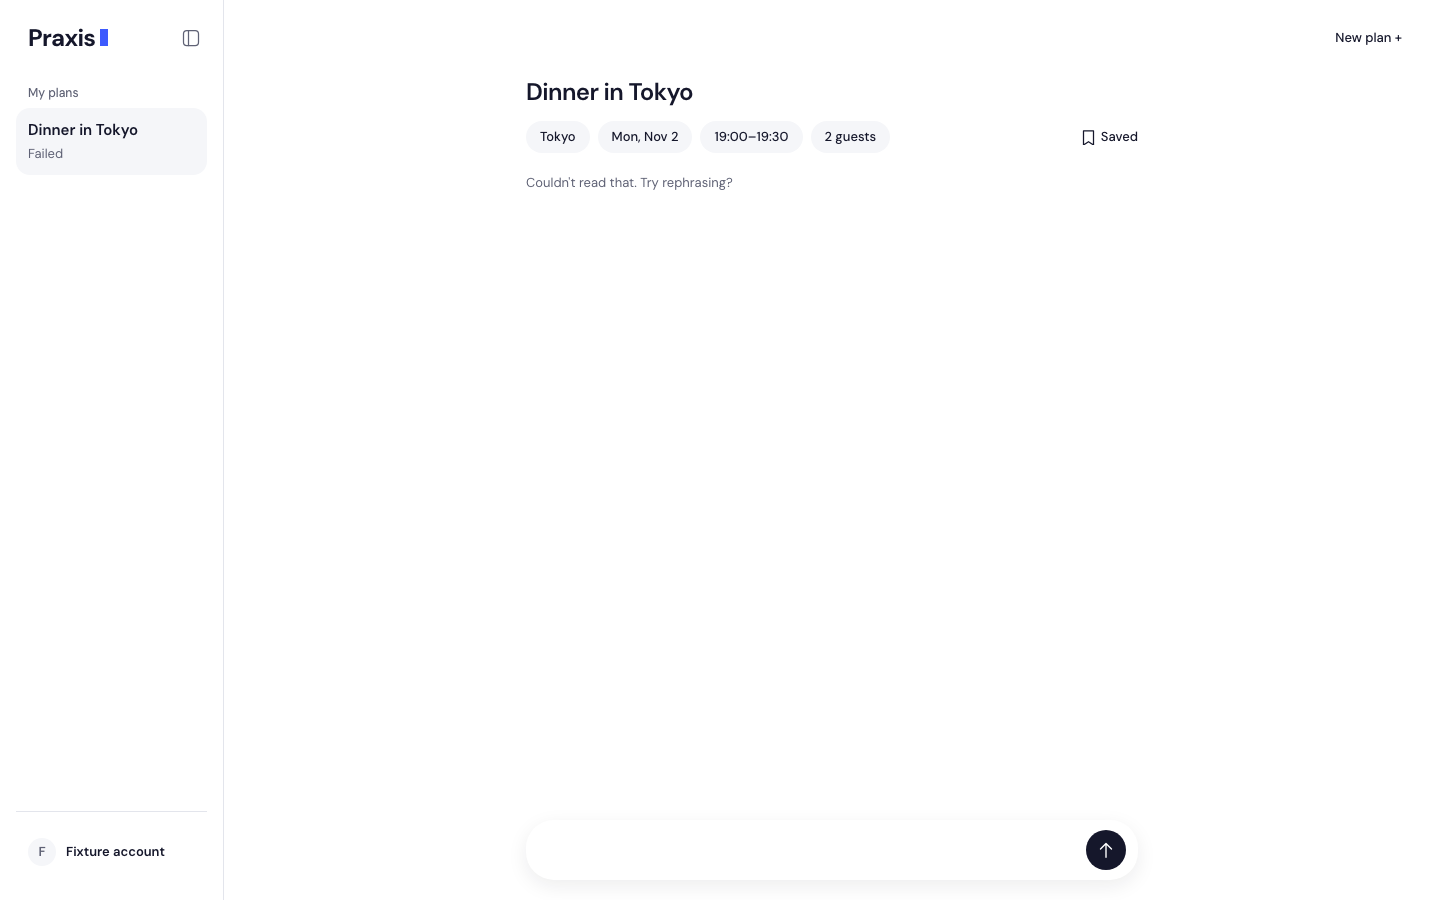 Praxis
New plan +
My plans
Dinner in Tokyo
Failed
Dinner in Tokyo
Tokyo
Mon, Nov 2
19:00–19:30
2 guests
Saved
Couldn't read that. Try rephrasing?
F
Fixture account